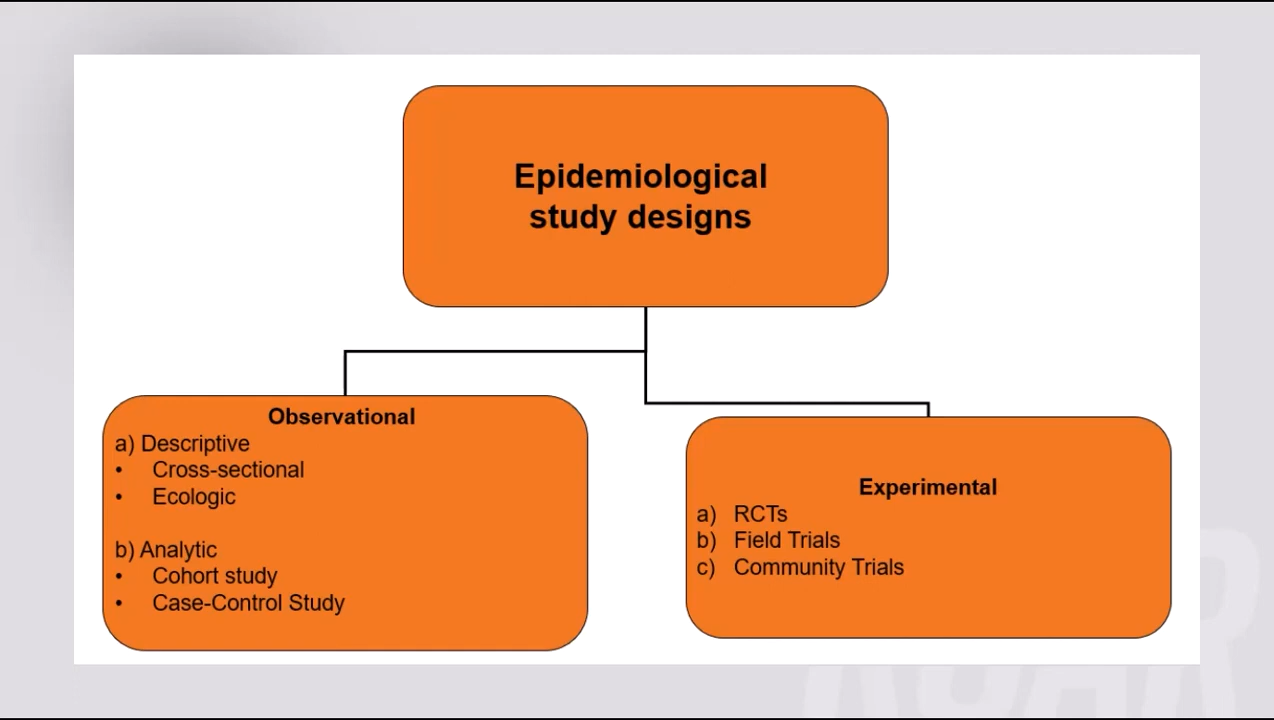 Epidemiological
study designs
Observational
a) Descriptive
• Cross-sectional
• Ecologic
b) Analytic
• Cohort study
• Case-Control Study
Experimental
a) RCTs
b) Field Trials
c) Community Trials